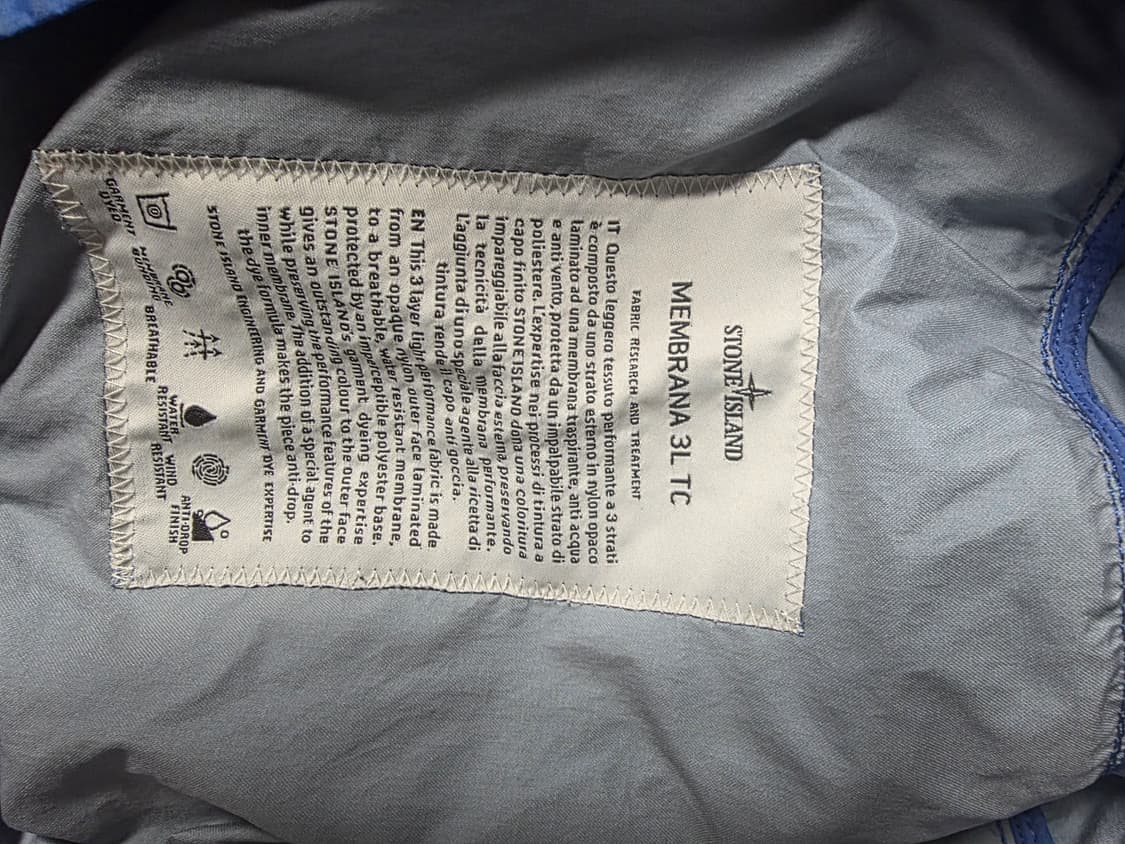 STONE ISLAND
MEMBRANA 3L TC
FABRIC RESEARCH AND TREATMENT
IT Questo leggero tessuto performante a 3 strati
è composto da uno strato esterno in nylon opaco
laminato ad una membrana traspirante, anti acqua
e anti vento, protetta da un impalpabile strato di
poliestere. L'expertise nei processi di tintura a
capo finito STONE ISLAND dona una coloritura
impareggiabile alla faccia esterna, preservando
la tecnicità della membrana performante.
L'aggiunta di uno speciale agente alla ricetta di
tintura rende il capo anti goccia.
EN This 3 layer light performance fabric is made
from an opaque nylon outer face laminated
to a breathable, water resistant membrane,
protected by an imperceptible polyester base.
STONE ISLAND's garment dyeing expertise
gives an outstanding colour to the outer face
while preserving the performance features of the
inner membrane. The addition of a special agent to
the dye formula makes the piece anti-drop.
STONE ISLAND ENGINEERING AND GARMENT DYE EXPERTISE
GARMENT
DYED
MEMBRANE
BONDING
BREATHABLE
WATER
RESISTANT
WIND
RESISTANT
ANTI-DROP
FINISH